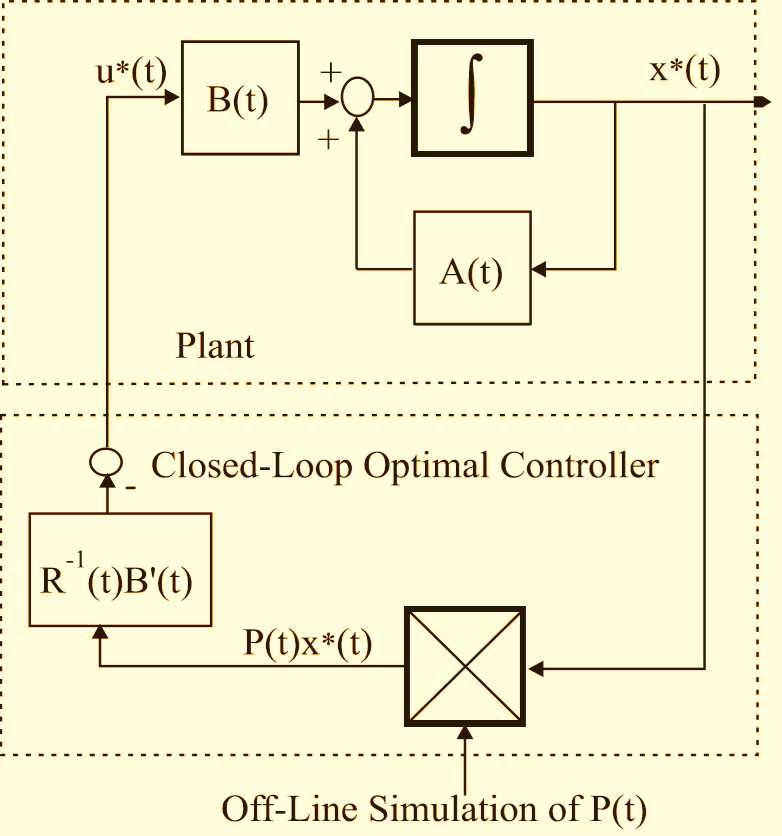 u*(t)
B(t)
+
+
∫
x*(t)
A(t)
Plant
Closed-Loop Optimal Controller
-
R⁻¹(t)B'(t)
P(t)x*(t)
Off-Line Simulation of P(t)